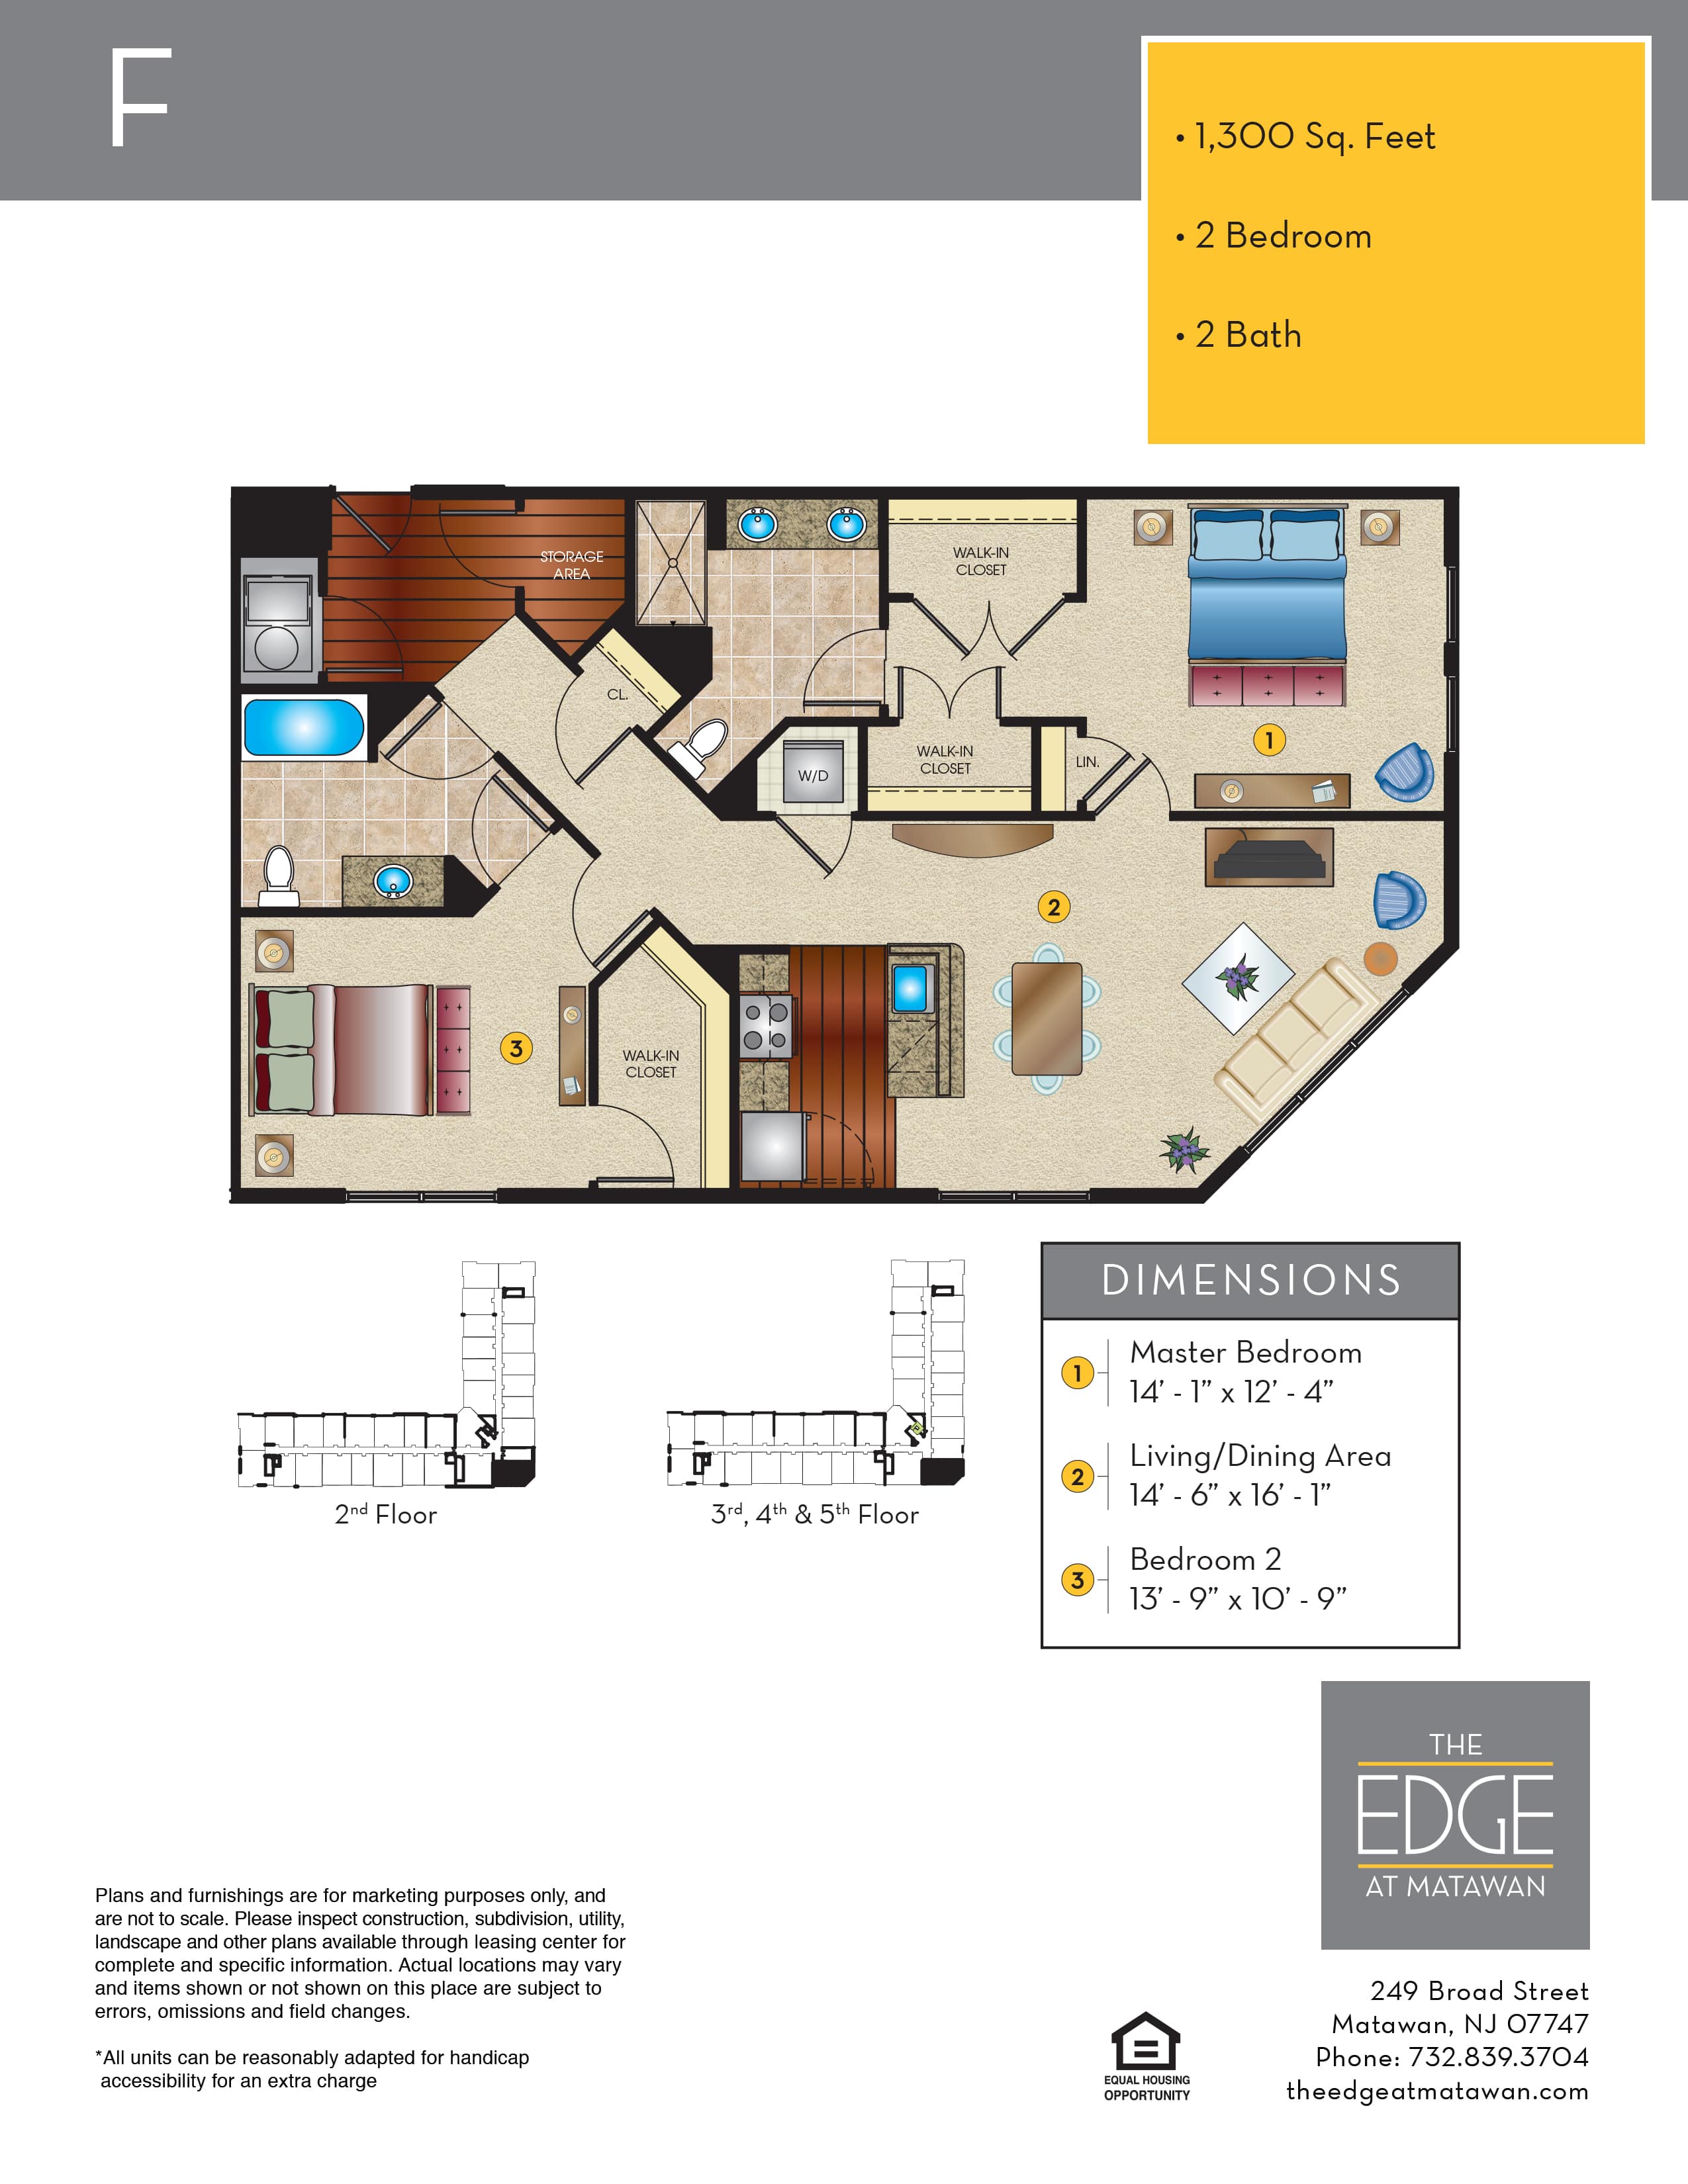 F
• 1,300 Sq. Feet
• 2 Bedroom
• 2 Bath
STORAGE
AREA
WALK-IN
CLOSET
CL.
W/D
WALK-IN
CLOSET
LIN.
1
2
3
WALK-IN
CLOSET
2nd Floor
3rd, 4th & 5th Floor
DIMENSIONS
1
Master Bedroom
14’ - 1” x 12’ - 4”
2
Living/Dining Area
14’ - 6” x 16’ - 1”
3
Bedroom 2
13’ - 9” x 10’ - 9”
THE
EDGE
AT MATAWAN
Plans and furnishings are for marketing purposes only, and
are not to scale. Please inspect construction, subdivision, utility,
landscape and other plans available through leasing center for
complete and specific information. Actual locations may vary
and items shown or not shown on this place are subject to
errors, omissions and field changes.
*All units can be reasonably adapted for handicap
accessibility for an extra charge
EQUAL HOUSING
OPPORTUNITY
249 Broad Street
Matawan, NJ 07747
Phone: 732.839.3704
theedgeatmatawan.com